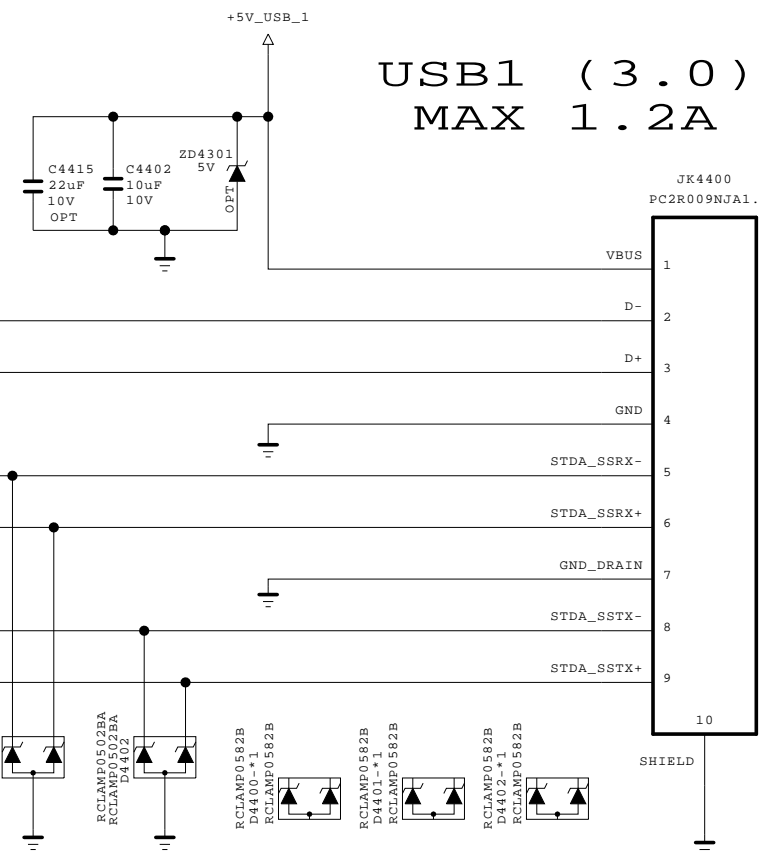 +5V_USB_1
USB1 (3.0)
MAX 1.2A
C4415
22uF
10V
OPT
C4402
10uF
10V
ZD4301
5V
OPT
JK4400
PC2R009NJA1.
VBUS
1
D-
2
D+
3
GND
4
STDA_SSRX-
5
STDA_SSRX+
6
GND_DRAIN
7
STDA_SSTX-
8
STDA_SSTX+
9
10
SHIELD
RCLAMP0502BA
RCLAMP0502BA
D4402
RCLAMP0582B
D4400-*1
RCLAMP0582B
RCLAMP0582B
D4401-*1
RCLAMP0582B
RCLAMP0582B
D4402-*1
RCLAMP0582B